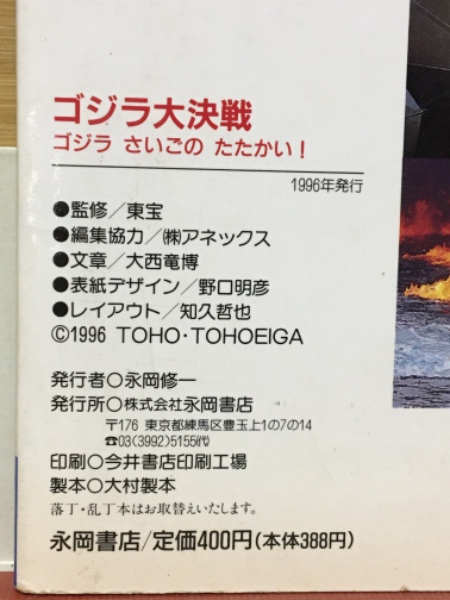 ゴジラ大決戦
ゴジラ さいごの たたかい!
1996年発行
●監修/東宝
●編集協力/㈱アネックス
●文章/大西竜博
●表紙デザイン/野口明彦
●レイアウト/知久哲也
©1996 TOHO・TOHOEIGA
発行者○永岡修一
発行所○株式会社永岡書店
〒176 東京都練馬区豊玉上1の7の14
☎03(3992)5155㈹
印刷○今井書店印刷工場
製本○大村製本
落丁・乱丁本はお取替えいたします。
永岡書店/定価400円(本体388円)